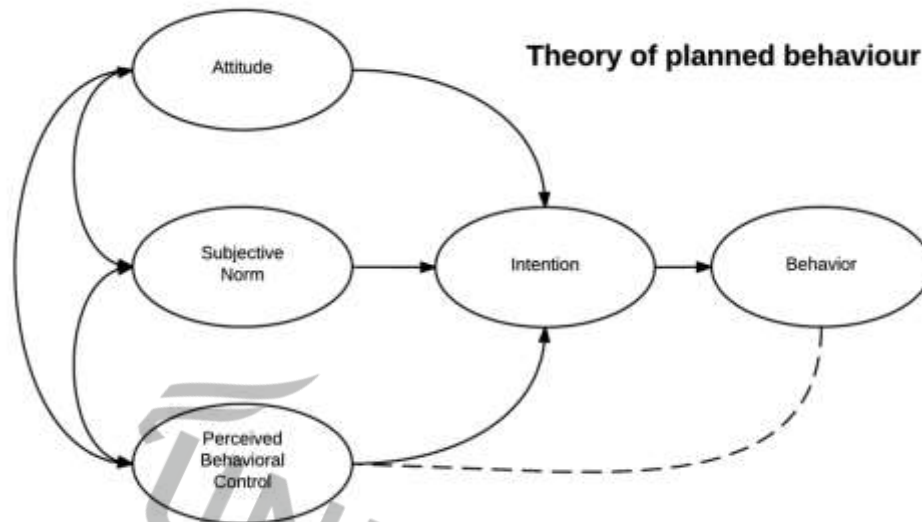 Theory of planned behaviour
Attitude
Subjective
Norm
Intention
Behavior
Perceived
Behavioral
Control